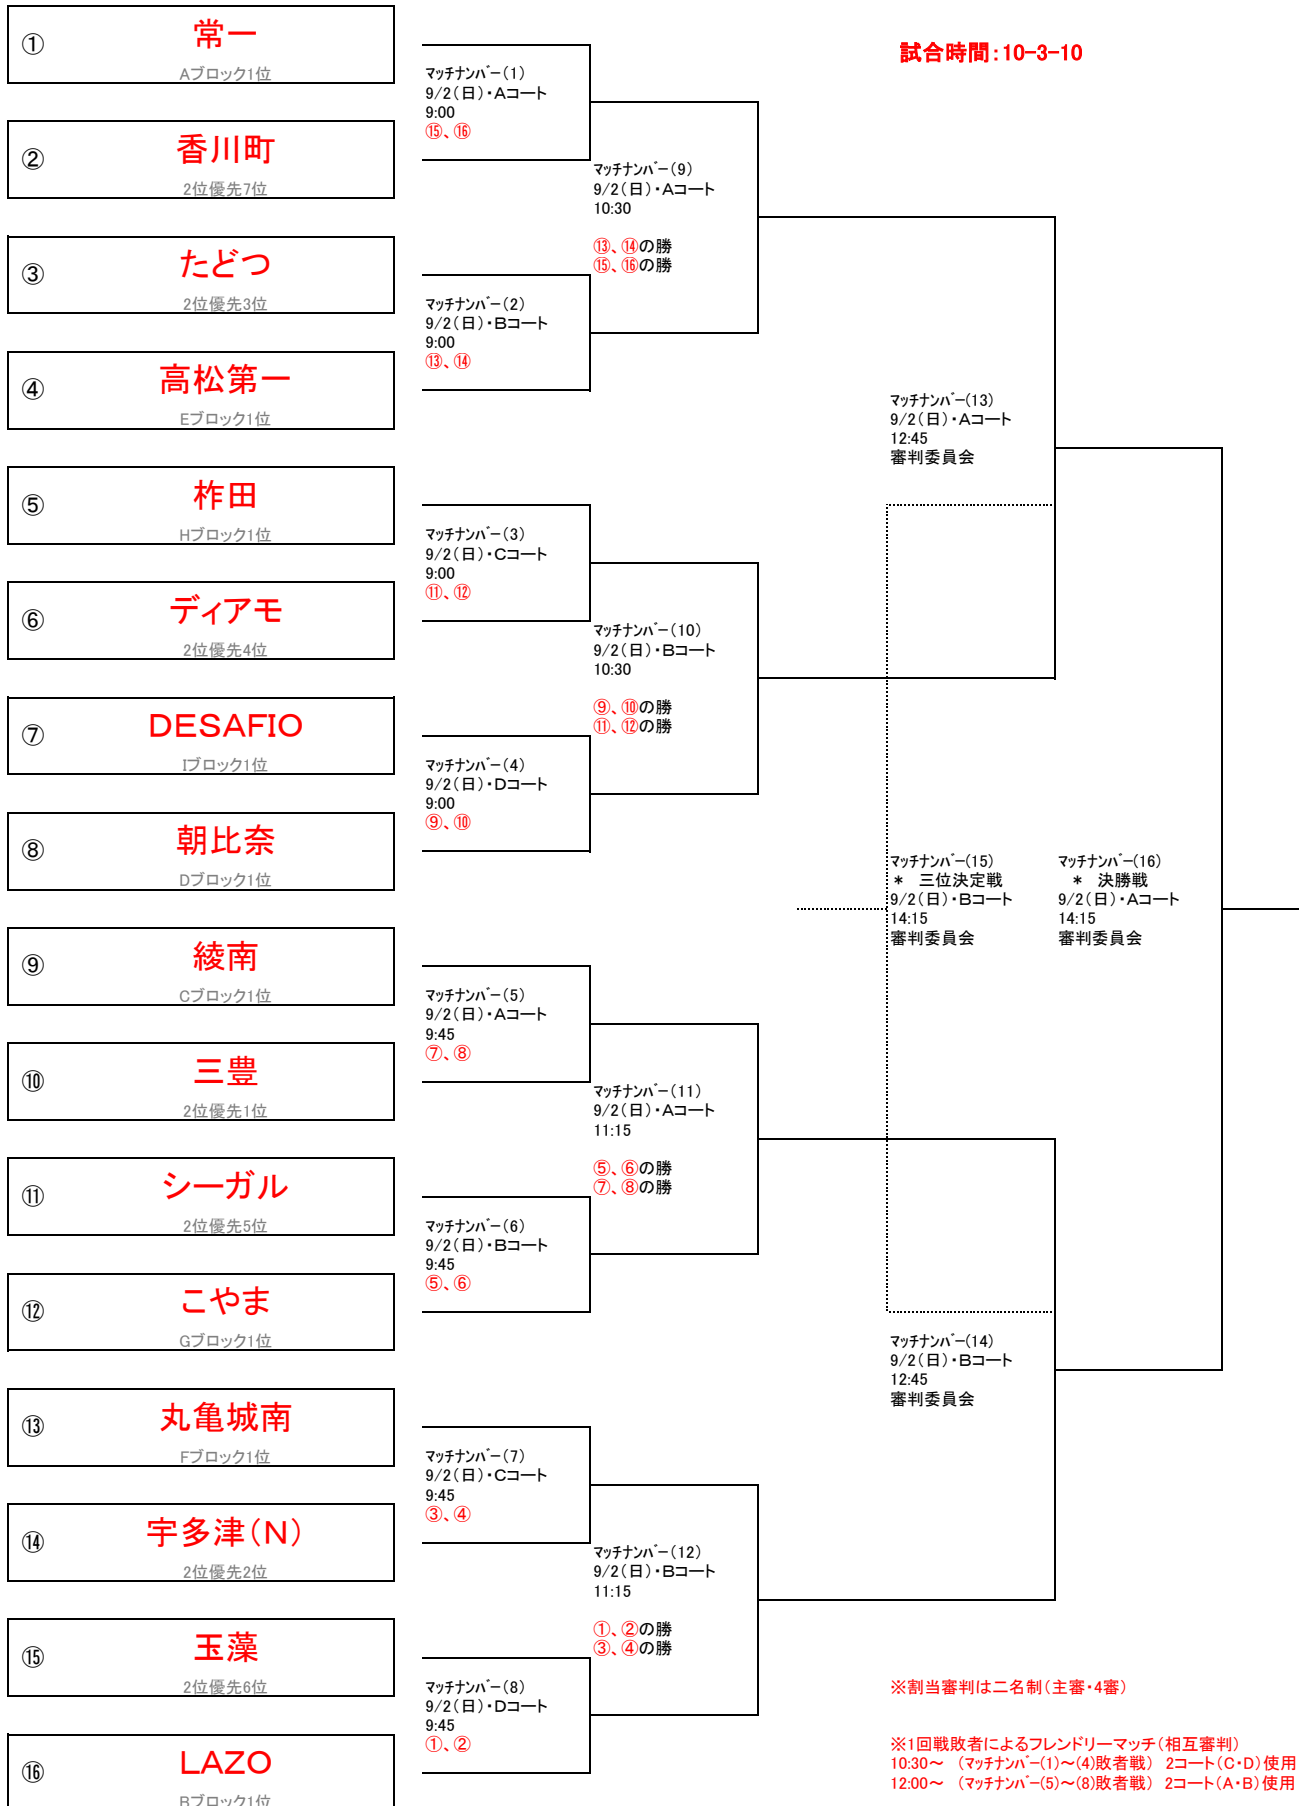 試合時間：10−3−10
① 常一
Aブロック1位
② 香川町
2位優先7位
③ たどつ
2位優先3位
④ 高松第一
Eブロック1位
⑤ 柞田
Hブロック1位
⑥ ディアモ
2位優先4位
⑦ DESAFIO
Iブロック1位
⑧ 朝比奈
Dブロック1位
⑨ 綾南
Cブロック1位
⑩ 三豊
2位優先1位
⑪ シーガル
2位優先5位
⑫ こやま
Gブロック1位
⑬ 丸亀城南
Fブロック1位
⑭ 宇多津（N）
2位優先2位
⑮ 玉藻
2位優先6位
⑯ LAZO
Bブロック1位
マッチナンバー(1)
9/2（日）・Aコート
9:00
⑮、⑯
マッチナンバー(2)
9/2（日）・Bコート
9:00
⑬、⑭
マッチナンバー(3)
9/2（日）・Cコート
9:00
⑪、⑫
マッチナンバー(4)
9/2（日）・Dコート
9:00
⑨、⑩
マッチナンバー(5)
9/2（日）・Aコート
9:45
⑦、⑧
マッチナンバー(6)
9/2（日）・Bコート
9:45
⑤、⑥
マッチナンバー(7)
9/2（日）・Cコート
9:45
③、④
マッチナンバー(8)
9/2（日）・Dコート
9:45
①、②
マッチナンバー(9)
9/2（日）・Aコート
10:30
⑬、⑭の勝
⑮、⑯の勝
マッチナンバー(10)
9/2（日）・Bコート
10:30
⑨、⑩の勝
⑪、⑫の勝
マッチナンバー(11)
9/2（日）・Aコート
11:15
⑤、⑥の勝
⑦、⑧の勝
マッチナンバー(12)
9/2（日）・Bコート
11:15
①、②の勝
③、④の勝
マッチナンバー(13)
9/2（日）・Aコート
12:45
審判委員会
マッチナンバー(15)
＊ 三位決定戦
9/2（日）・Bコート
14:15
審判委員会
マッチナンバー(16)
＊ 決勝戦
9/2（日）・Aコート
14:15
審判委員会
マッチナンバー(14)
9/2（日）・Bコート
12:45
審判委員会
※割当審判は二名制（主審・4審）
※1回戦敗者によるフレンドリーマッチ（相互審判）
10:30～ （マッチナンバー(1)～(4)敗者戦） 2コート（C・D）使用
12:00～ （マッチナンバー(5)～(8)敗者戦） 2コート（A・B）使用